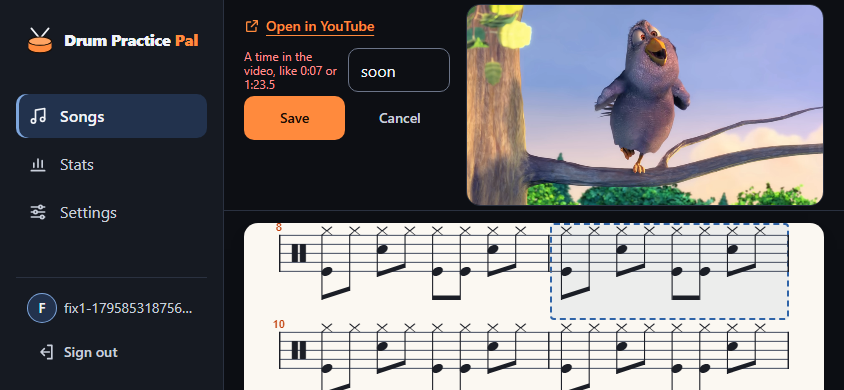 Drum Practice Pal
Songs
Stats
Settings
F fix1-179585318756...
Sign out
Open in YouTube
A time in the
video, like 0:07 or
1:23.5
soon
Save
Cancel
8
10